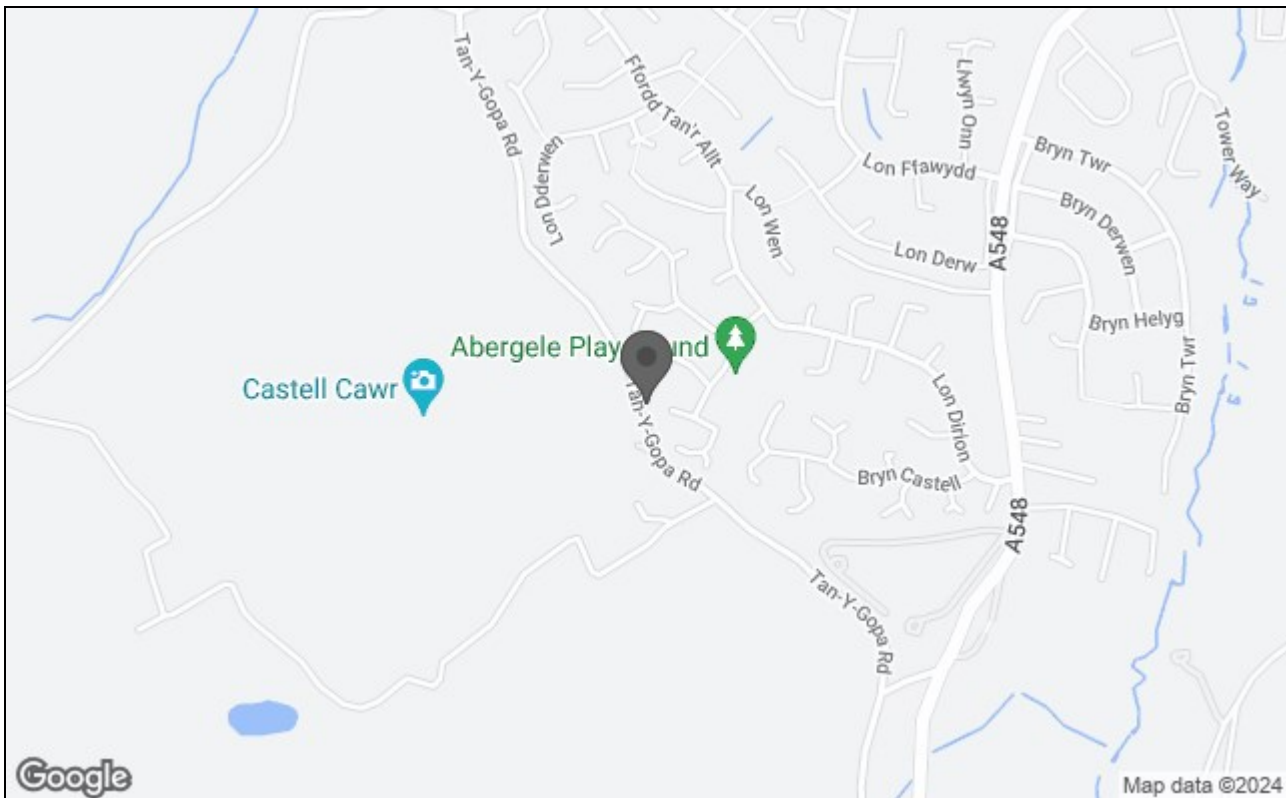 Tan-Y-Gopa Rd
Ffordd Tan'r Allt
Llwyn Onn
Tower Way
Bryn Twr
Lon Dderwen
Lon Ffawydd
Lon Wen
Bryn Derwen
Lon Derw
A548
Bryn Helyg
Abergele Playground
Castell Cawr
Bryn Twr
Tan-Y-Gopa Rd
Lon Dirion
Bryn Castell
A548
Tan-Y-Gopa Rd
Google
Map data ©2024